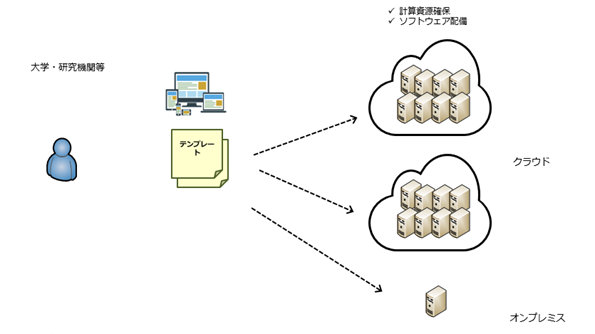 ✓ 計算資源確保
✓ ソフトウェア配備
大学・研究機関等
テンプレー
ト
クラウド
オンプレミス